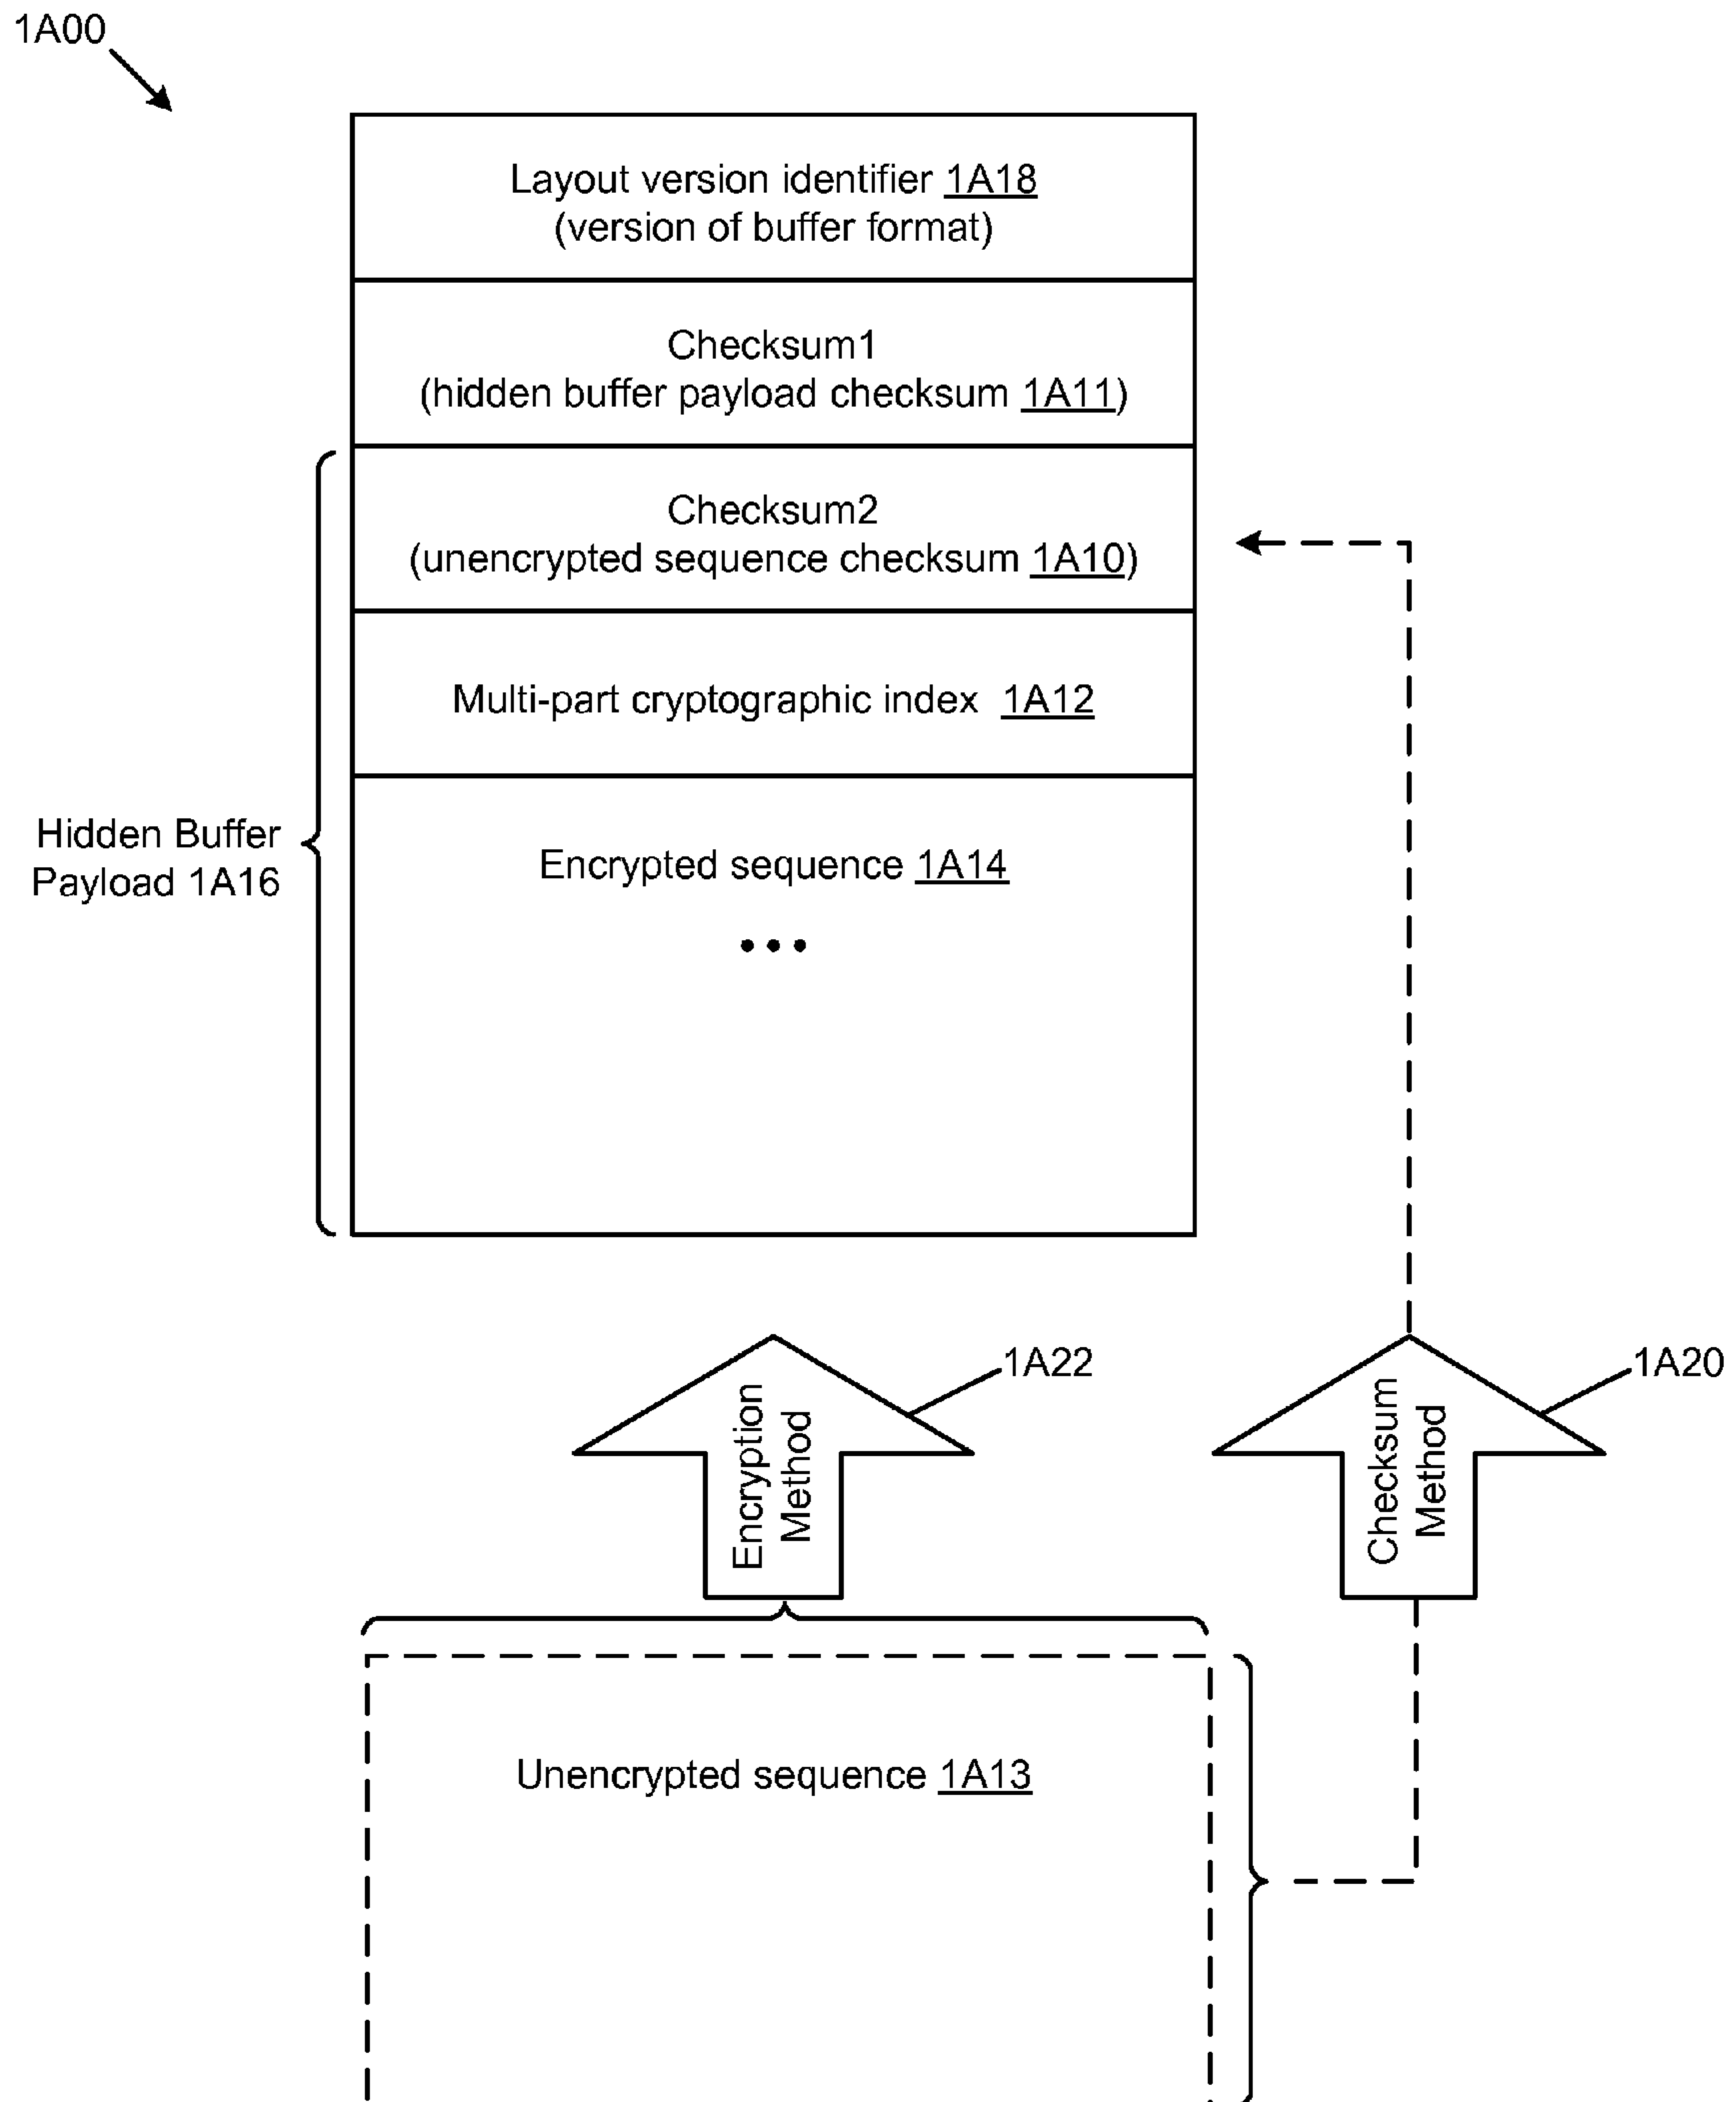 1A00
Layout version identifier 1A18
(version of buffer format)
Checksum1
(hidden buffer payload checksum 1A11)
Checksum2
(unencrypted sequence checksum 1A10)
Multi-part cryptographic index 1A12
Hidden Buffer
Payload 1A16
Encrypted sequence 1A14
•••
1A22
1A20
Encryption
Method
Checksum
Method
Unencrypted sequence 1A13